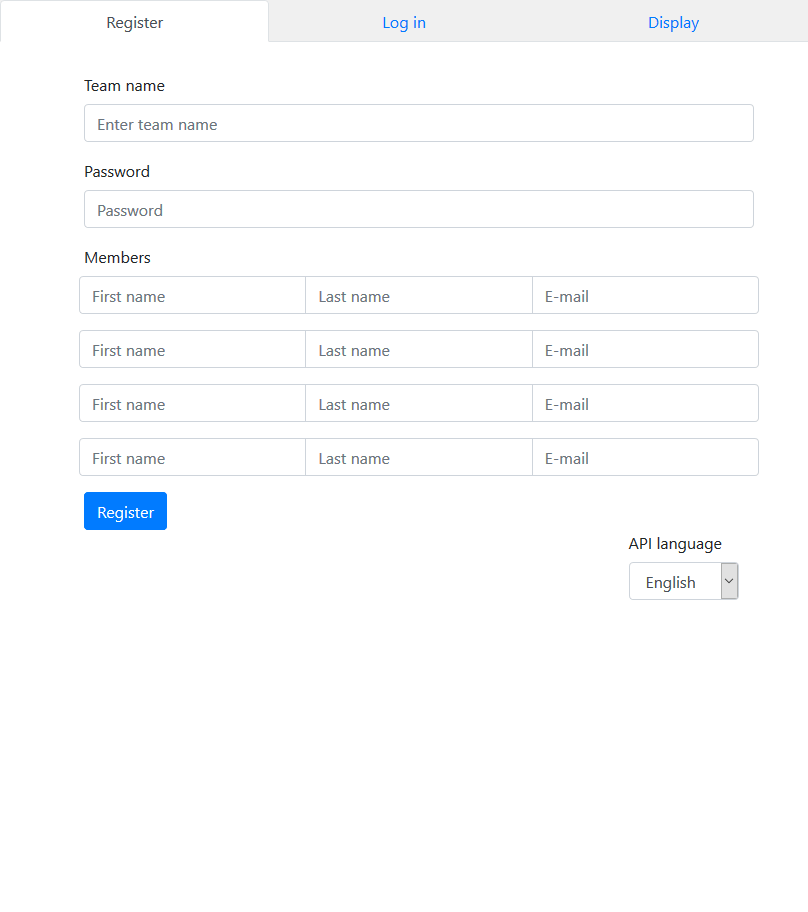 Register Log in Display
Team name
Enter team name
Password
Password
Members
First name Last name E-mail
First name Last name E-mail
First name Last name E-mail
First name Last name E-mail
Register
API language
English